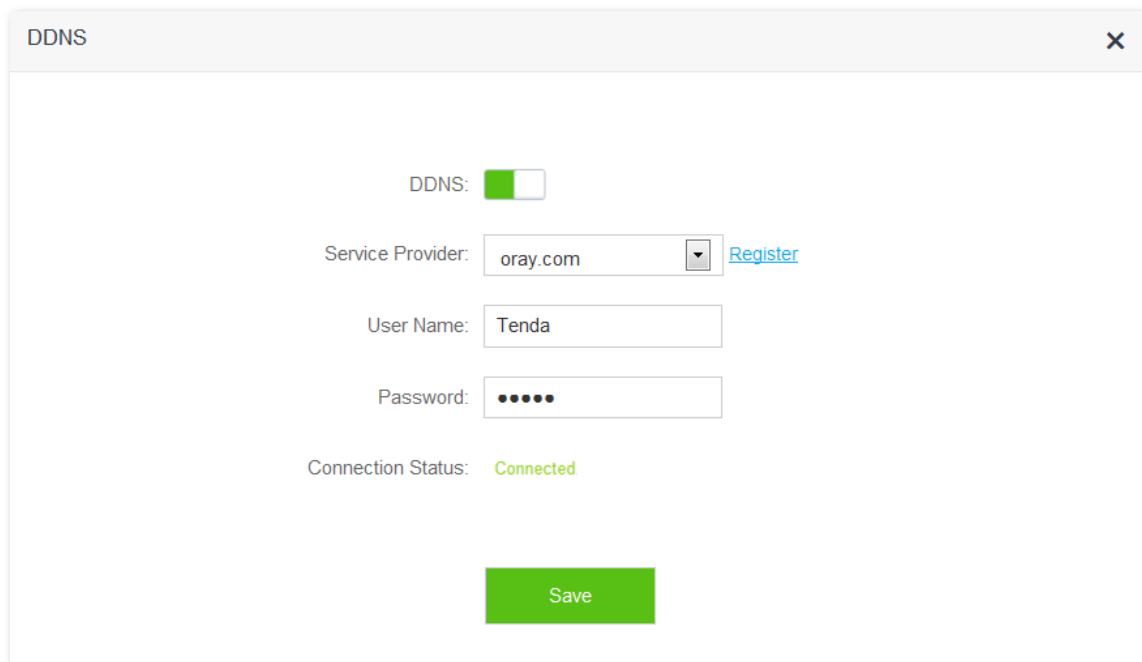 DDNS
DDNS:
Service Provider: oray.com Register
User Name: Tenda
Password: •••••
Connection Status: Connected
Save